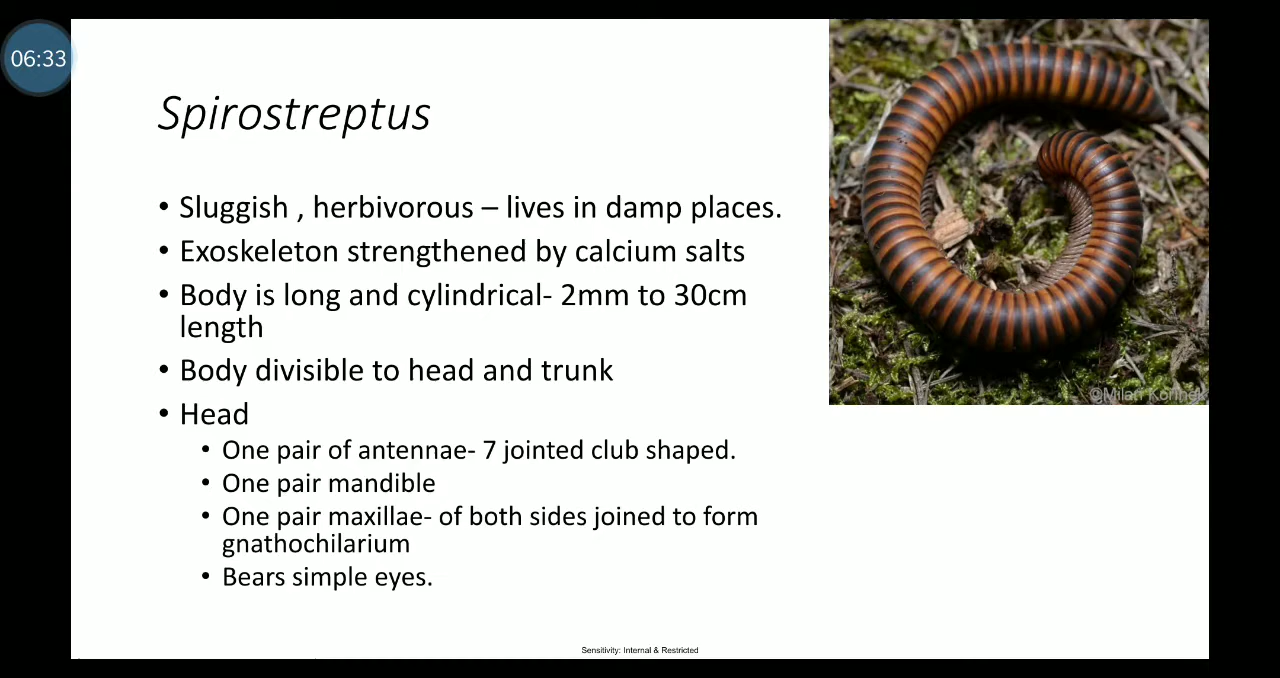 06:33
Spirostreptus
• Sluggish , herbivorous – lives in damp places.
• Exoskeleton strengthened by calcium salts
• Body is long and cylindrical- 2mm to 30cm
length
• Body divisible to head and trunk
• Head
• One pair of antennae- 7 jointed club shaped.
• One pair mandible
• One pair maxillae- of both sides joined to form
gnathochilarium
• Bears simple eyes.
©Milan Kořínek
Sensitivity: Internal & Restricted